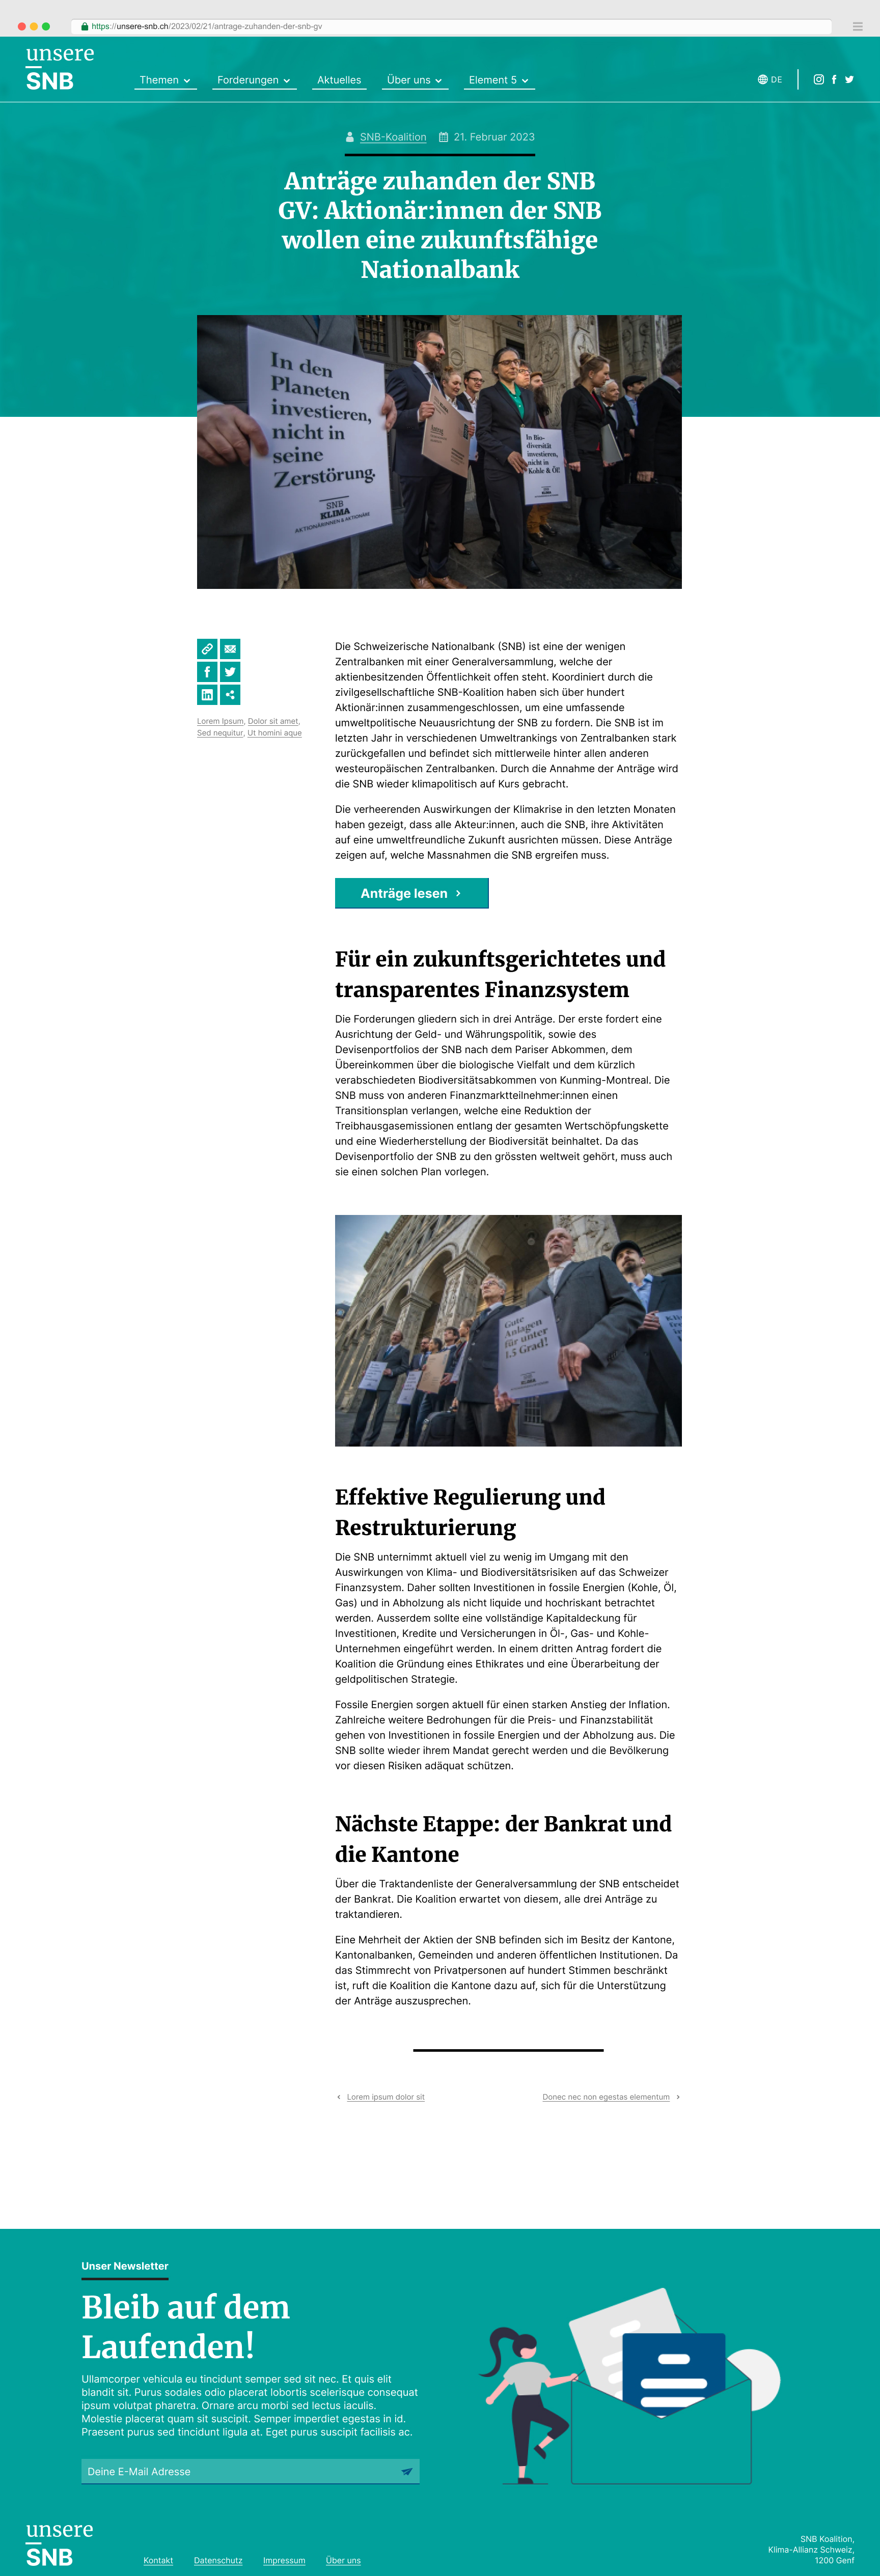 https://unsere-snb.ch/2023/02/21/antrage-zuhanden-der-snb-gv
unsere
SNB
Themen
Forderungen
Aktuelles
Über uns
Element 5
DE
SNB-Koalition
21. Februar 2023
Anträge zuhanden der SNB
GV: Aktionär:innen der SNB
wollen eine zukunftsfähige
Nationalbank
In den
Planeten
investieren,
nicht in
seine
Zerstörung.
SNB
KLIMA
AKTIONÄRINNEN & AKTIONÄRE
In Bio-
diversität
investieren,
nicht in
Kohle & Öl!
SNB
KLIMA
Lorem Ipsum, Dolor sit amet,
Sed nequitur, Ut homini aque
Die Schweizerische Nationalbank (SNB) ist eine der wenigen
Zentralbanken mit einer Generalversammlung, welche der
aktienbesitzenden Öffentlichkeit offen steht. Koordiniert durch die
zivilgesellschaftliche SNB-Koalition haben sich über hundert
Aktionär:innen zusammengeschlossen, um eine umfassende
umweltpolitische Neuausrichtung der SNB zu fordern. Die SNB ist im
letzten Jahr in verschiedenen Umweltrankings von Zentralbanken stark
zurückgefallen und befindet sich mittlerweile hinter allen anderen
westeuropäischen Zentralbanken. Durch die Annahme der Anträge wird
die SNB wieder klimapolitisch auf Kurs gebracht.
Die verheerenden Auswirkungen der Klimakrise in den letzten Monaten
haben gezeigt, dass alle Akteur:innen, auch die SNB, ihre Aktivitäten
auf eine umweltfreundliche Zukunft ausrichten müssen. Diese Anträge
zeigen auf, welche Massnahmen die SNB ergreifen muss.
Anträge lesen
Für ein zukunftsgerichtetes und
transparentes Finanzsystem
Die Forderungen gliedern sich in drei Anträge. Der erste fordert eine
Ausrichtung der Geld- und Währungspolitik, sowie des
Devisenportfolios der SNB nach dem Pariser Abkommen, dem
Übereinkommen über die biologische Vielfalt und dem kürzlich
verabschiedeten Biodiversitätsabkommen von Kunming-Montreal. Die
SNB muss von anderen Finanzmarktteilnehmer:innen einen
Transitionsplan verlangen, welche eine Reduktion der
Treibhausgasemissionen entlang der gesamten Wertschöpfungskette
und eine Wiederherstellung der Biodiversität beinhaltet. Da das
Devisenportfolio der SNB zu den grössten weltweit gehört, muss auch
sie einen solchen Plan vorlegen.
Gute
Anlagen
für unter
1.5 Grad!
Effektive Regulierung und
Restrukturierung
Die SNB unternimmt aktuell viel zu wenig im Umgang mit den
Auswirkungen von Klima- und Biodiversitätsrisiken auf das Schweizer
Finanzsystem. Daher sollten Investitionen in fossile Energien (Kohle, Öl,
Gas) und in Abholzung als nicht liquide und hochriskant betrachtet
werden. Ausserdem sollte eine vollständige Kapitaldeckung für
Investitionen, Kredite und Versicherungen in Öl-, Gas- und Kohle-
Unternehmen eingeführt werden. In einem dritten Antrag fordert die
Koalition die Gründung eines Ethikrates und eine Überarbeitung der
geldpolitischen Strategie.
Fossile Energien sorgen aktuell für einen starken Anstieg der Inflation.
Zahlreiche weitere Bedrohungen für die Preis- und Finanzstabilität
gehen von Investitionen in fossile Energien und der Abholzung aus. Die
SNB sollte wieder ihrem Mandat gerecht werden und die Bevölkerung
vor diesen Risiken adäquat schützen.
Nächste Etappe: der Bankrat und
die Kantone
Über die Traktandenliste der Generalversammlung der SNB entscheidet
der Bankrat. Die Koalition erwartet von diesem, alle drei Anträge zu
traktandieren.
Eine Mehrheit der Aktien der SNB befinden sich im Besitz der Kantone,
Kantonalbanken, Gemeinden und anderen öffentlichen Institutionen. Da
das Stimmrecht von Privatpersonen auf hundert Stimmen beschränkt
ist, ruft die Koalition die Kantone dazu auf, sich für die Unterstützung
der Anträge auszusprechen.
Lorem ipsum dolor sit
Donec nec non egestas elementum
Unser Newsletter
Bleib auf dem
Laufenden!
Ullamcorper vehicula eu tincidunt semper sed sit nec. Et quis elit
blandit sit. Purus sodales odio placerat lobortis scelerisque consequat
ipsum volutpat pharetra. Ornare arcu morbi sed lectus iaculis.
Molestie placerat quam sit suscipit. Semper imperdiet egestas in id.
Praesent purus sed tincidunt ligula at. Eget purus suscipit facilisis ac.
Deine E-Mail Adresse
unsere
SNB
Kontakt
Datenschutz
Impressum
Über uns
SNB Koalition,
Klima-Allianz Schweiz,
1200 Genf